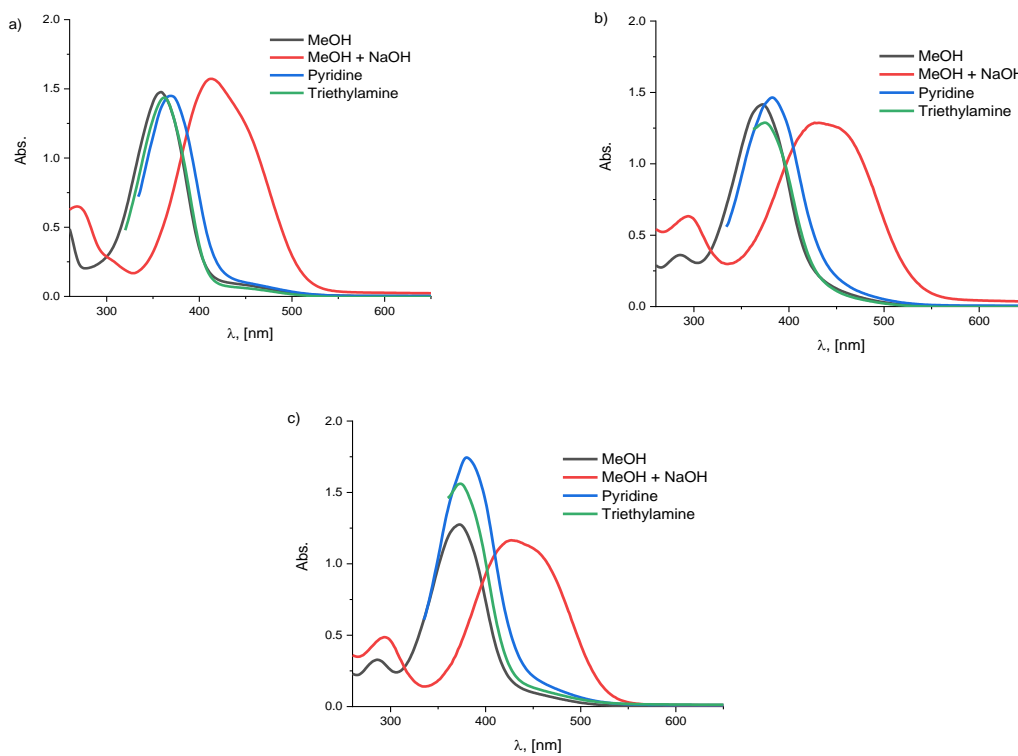 a)
2.0
1.5
1.0
0.5
0.0
Abs.
300 400 500 600
λ, [nm]
MeOH
MeOH + NaOH
Pyridine
Triethylamine
b)
2.0
1.5
1.0
0.5
0.0
Abs.
300 400 500 600
λ, [nm]
MeOH
MeOH + NaOH
Pyridine
Triethylamine
c)
2.0
1.5
1.0
0.5
0.0
Abs.
300 400 500 600
λ, [nm]
MeOH
MeOH + NaOH
Pyridine
Triethylamine